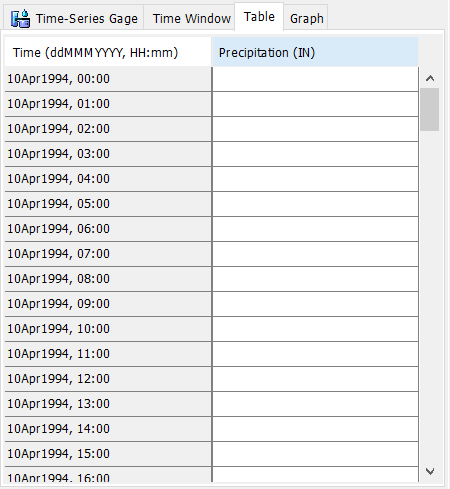 Time-Series Gage Time Window Table Graph
Time (ddMMMYYYY, HH:mm) Precipitation (IN)
10Apr1994, 00:00
10Apr1994, 01:00
10Apr1994, 02:00
10Apr1994, 03:00
10Apr1994, 04:00
10Apr1994, 05:00
10Apr1994, 06:00
10Apr1994, 07:00
10Apr1994, 08:00
10Apr1994, 09:00
10Apr1994, 10:00
10Apr1994, 11:00
10Apr1994, 12:00
10Apr1994, 13:00
10Apr1994, 14:00
10Apr1994, 15:00
10Apr1994, 16:00